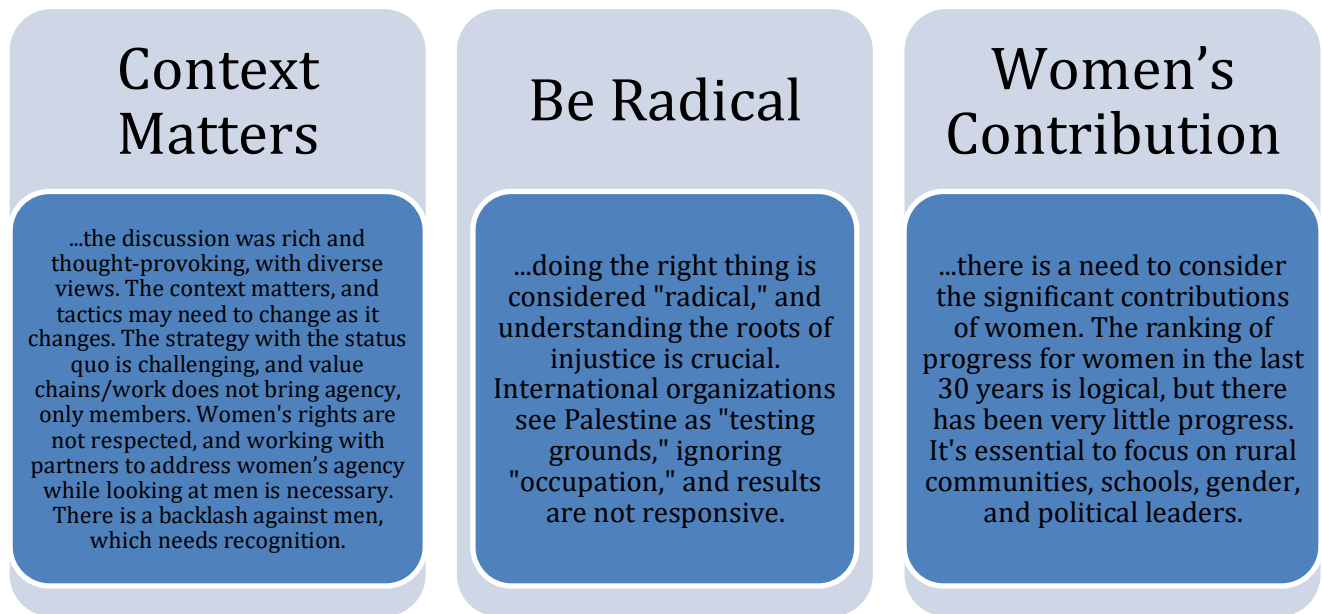 Context
Matters
...the discussion was rich and
thought-provoking, with diverse
views. The context matters, and
tactics may need to change as it
changes. The strategy with the status
quo is challenging, and value
chains/work does not bring agency,
only members. Women's rights are
not respected, and working with
partners to address women’s agency
while looking at men is necessary.
There is a backlash against men,
which needs recognition.
Be Radical
...doing the right thing is
considered "radical," and
understanding the roots of
injustice is crucial.
International organizations
see Palestine as "testing
grounds," ignoring
"occupation," and results
are not responsive.
Women’s
Contribution
...there is a need to consider
the significant contributions
of women. The ranking of
progress for women in the last
30 years is logical, but there
has been very little progress.
It's essential to focus on rural
communities, schools, gender,
and political leaders.